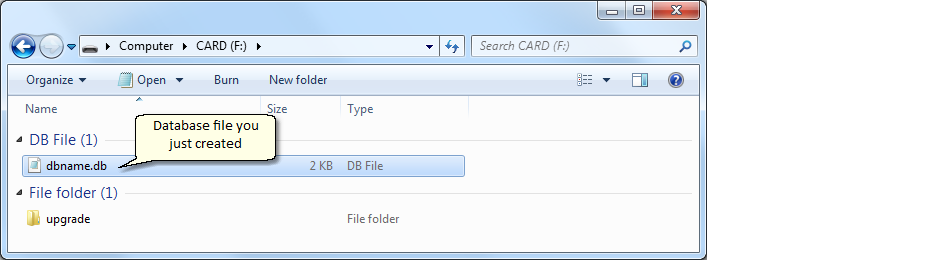 Computer CARD (F:) Search CARD (F:)
Organize Open Burn New folder
Name Size Type
Database file you
just created
DB File (1)
dbname.db 2 KB DB File
File folder (1)
upgrade File folder